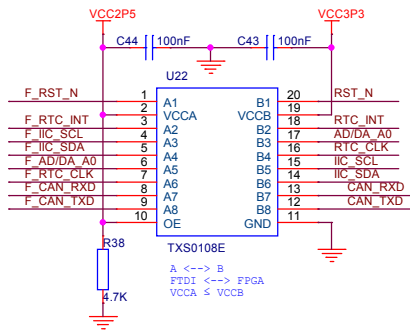 VCC2P5 VCC3P3
C44 100nF C43 100nF
U22
F_RST_N 1 A1 B1 20 RST_N
2 VCCA VCCB 19
F_RTC_INT 3 A2 B2 18 RTC_INT
F_IIC_SCL 4 A3 B3 17 AD/DA_A0
F_IIC_SDA 5 A4 B4 16 RTC_CLK
F_AD/DA_A0 6 A5 B5 15 IIC_SCL
F_RTC_CLK 7 A6 B6 14 IIC_SDA
F_CAN_RXD 8 A7 B7 13 CAN_RXD
F_CAN_TXD 9 A8 B8 12 CAN_TXD
10 OE GND 11
R38 TXS0108E
A <--> B
FTDI <--> FPGA
4.7K VCCA ≤ VCCB